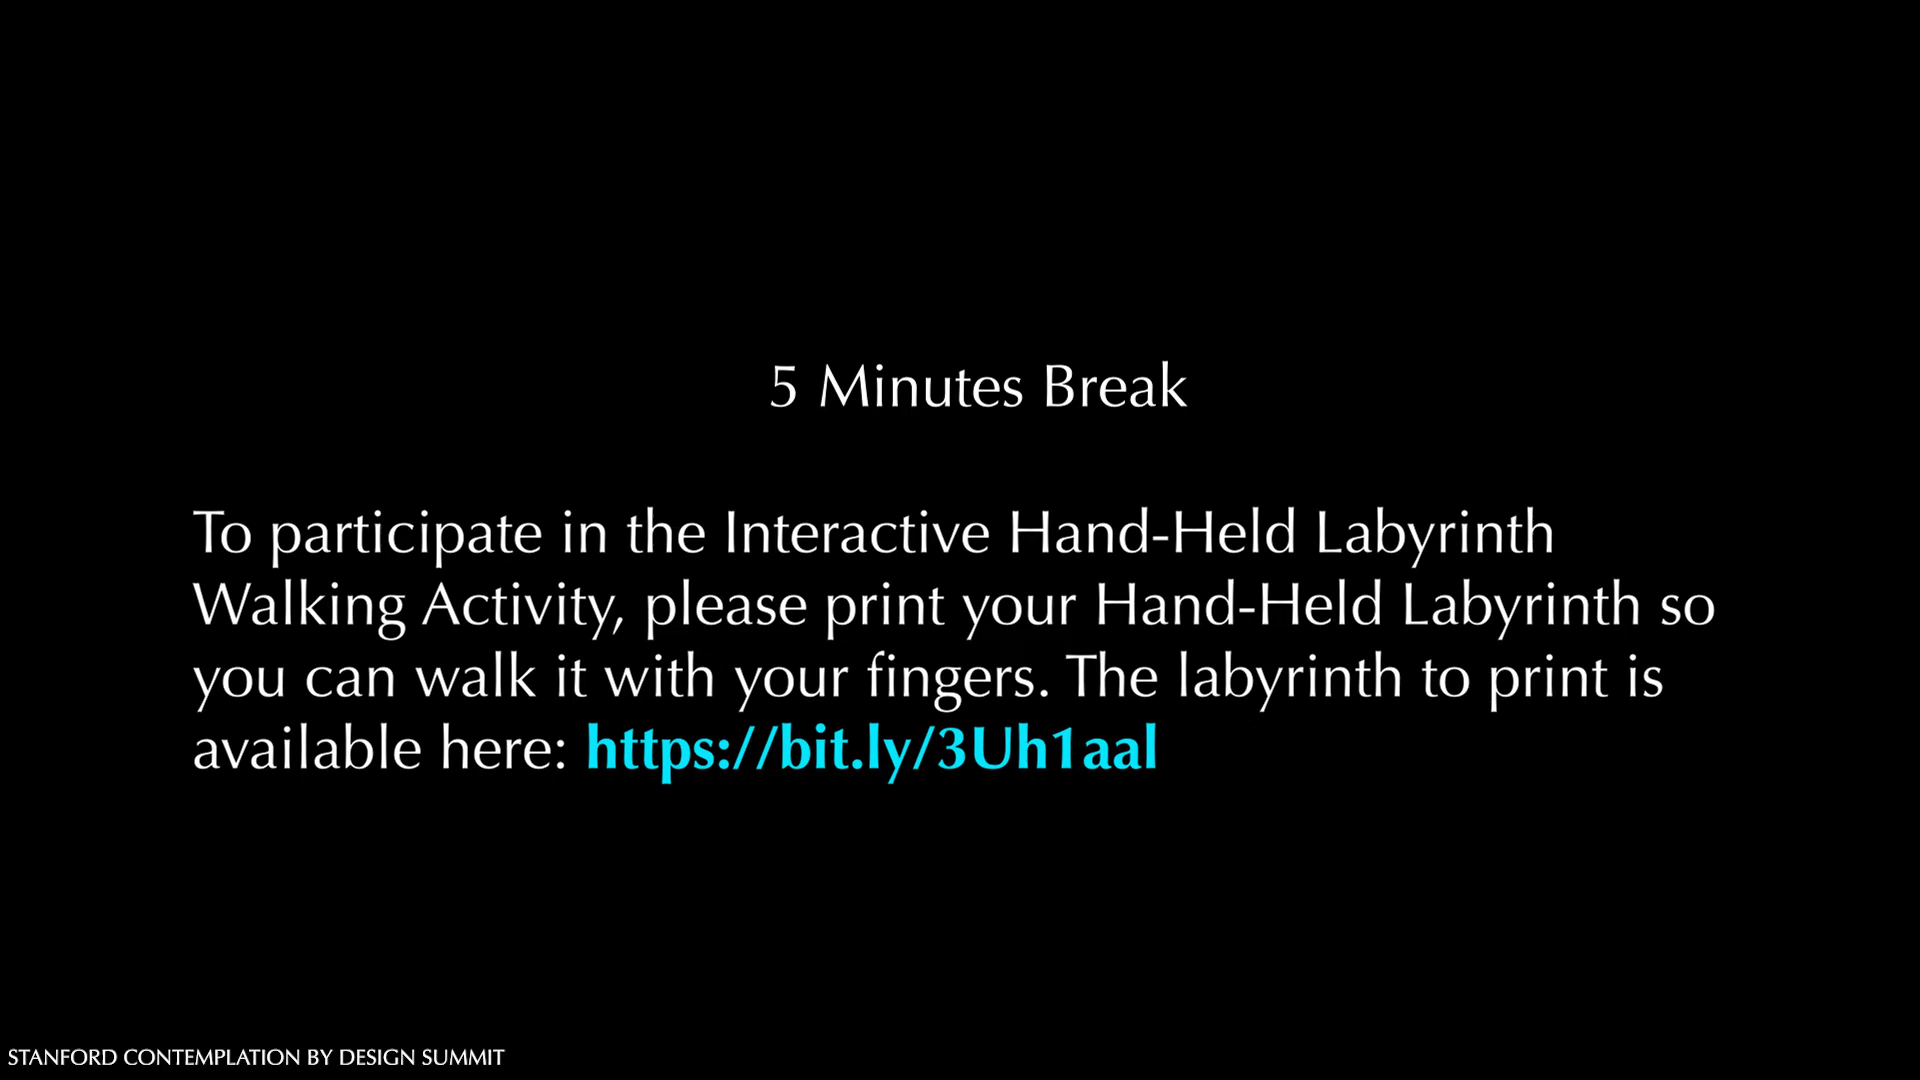 5 Minutes Break
To participate in the Interactive Hand-Held Labyrinth
Walking Activity, please print your Hand-Held Labyrinth so
you can walk it with your fingers. The labyrinth to print is
available here: https://bit.ly/3Uh1aal
STANFORD CONTEMPLATION BY DESIGN SUMMIT